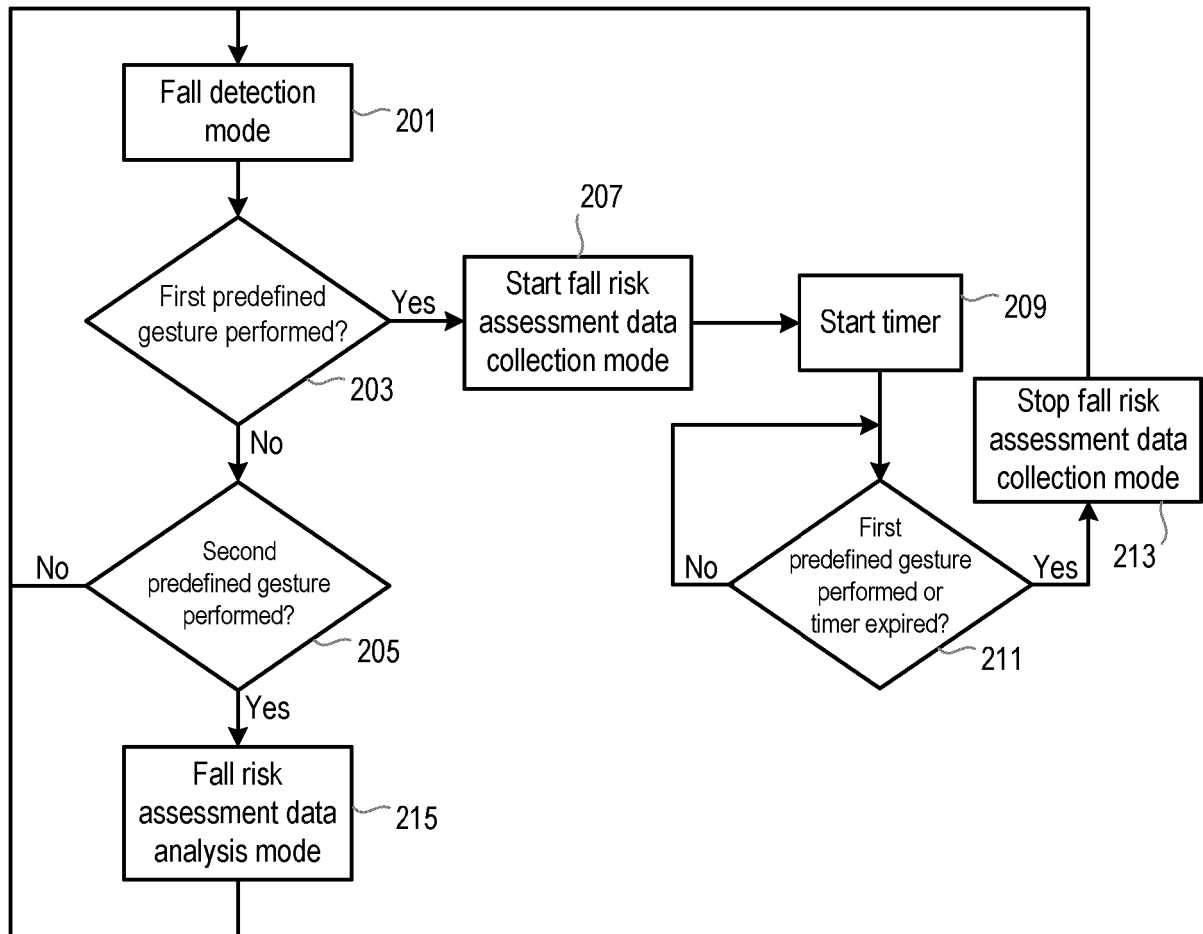 Fall detection
mode
201
First predefined
gesture performed?
203
Yes
No
207
Start fall risk
assessment data
collection mode
209
Start timer
First
predefined gesture
performed or
timer expired?
211
No
Yes
Stop fall risk
assessment data
collection mode
213
Second
predefined gesture
performed?
205
No
Yes
Fall risk
assessment data
analysis mode
215